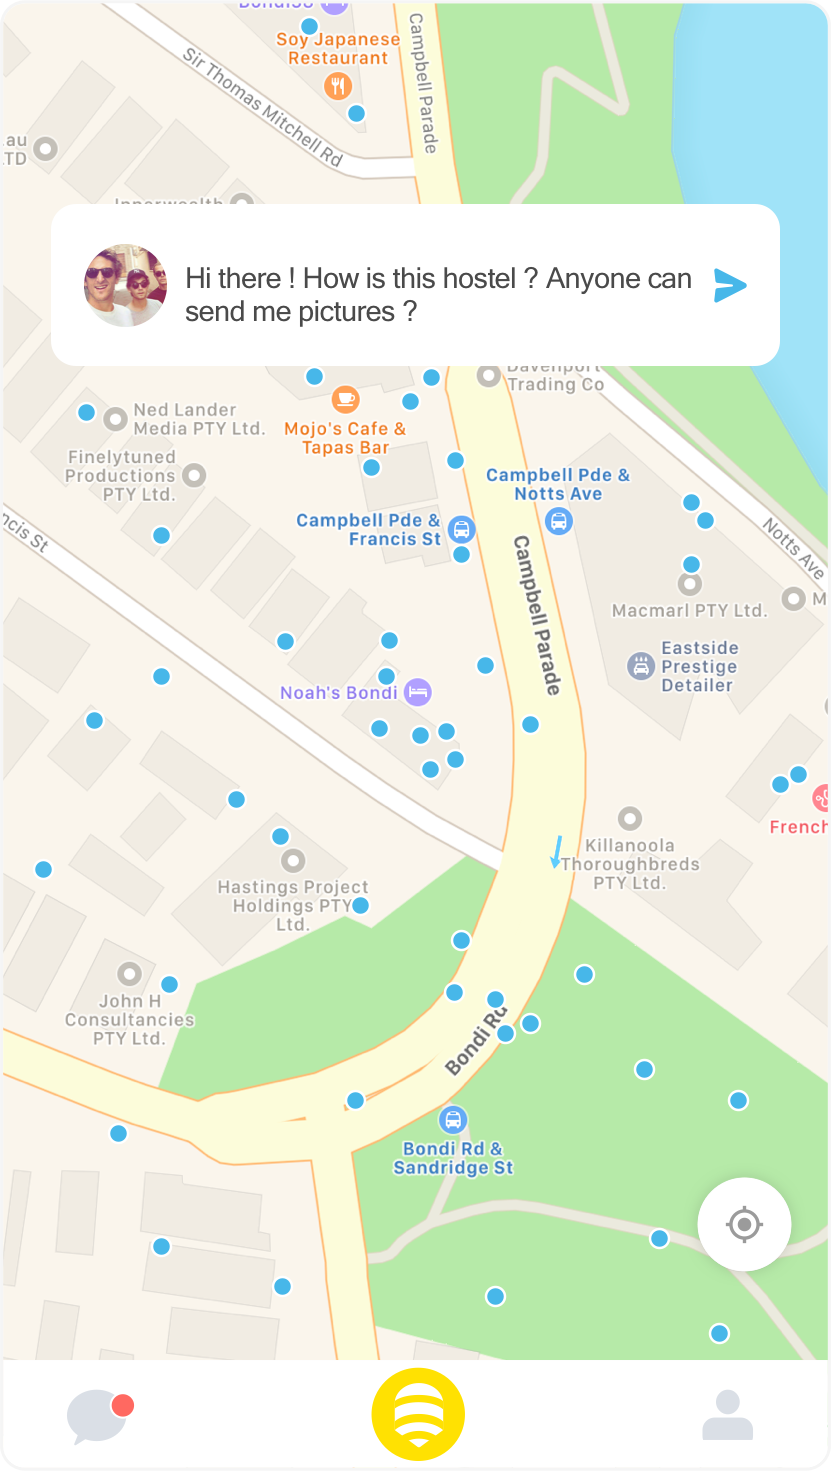 Bondi38
Soy Japanese
Restaurant
Campbell Parade
Sir Thomas Mitchell Rd
au
LTD
Innerwealth
Hi there ! How is this hostel ? Anyone can
send me pictures ?
Davenport
Trading Co
Ned Lander
Media PTY Ltd.
Mojo's Cafe &
Tapas Bar
Finelytuned
Productions
PTY Ltd.
Campbell Pde &
Notts Ave
Campbell Pde &
Francis St
ncis St
Notts Ave
Campbell Parade
Macmarl PTY Ltd.
M
Eastside
Prestige
Detailer
Noah's Bondi
French
Killanoola
Thoroughbreds
PTY Ltd.
Hastings Project
Holdings PTY
Ltd.
John H
Consultancies
PTY Ltd.
Bondi Rd
Bondi Rd &
Sandridge St